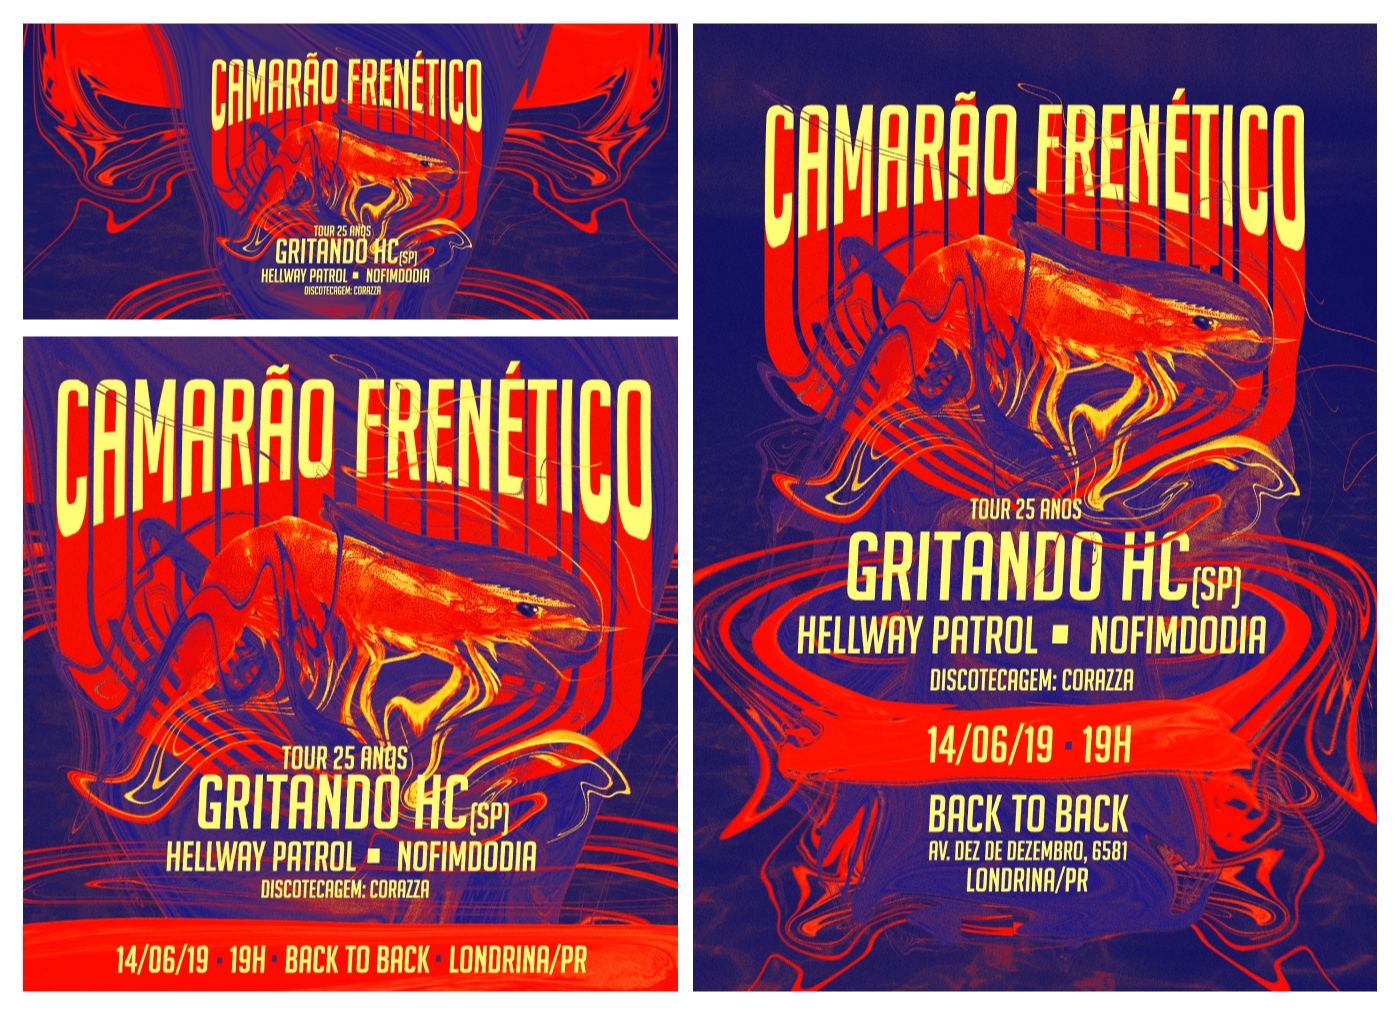 CAMARÃO FRENÉTICO
TOUR 25 ANOS
GRITANDO HC(SP)
HELLWAY PATROL ▪ NOFIMDODIA
DISCOTECAGEM: CORAZZA
CAMARÃO FRENÉTICO
TOUR 25 ANOS
GRITANDO HC(SP)
HELLWAY PATROL ▪ NOFIMDODIA
DISCOTECAGEM: CORAZZA
14/06/19 · 19H · BACK TO BACK · LONDRINA/PR
CAMARÃO FRENÉTICO
TOUR 25 ANOS
GRITANDO HC(SP)
HELLWAY PATROL ▪ NOFIMDODIA
DISCOTECAGEM: CORAZZA
14/06/19 · 19H
BACK TO BACK
AV. DEZ DE DEZEMBRO, 6581
LONDRINA/PR